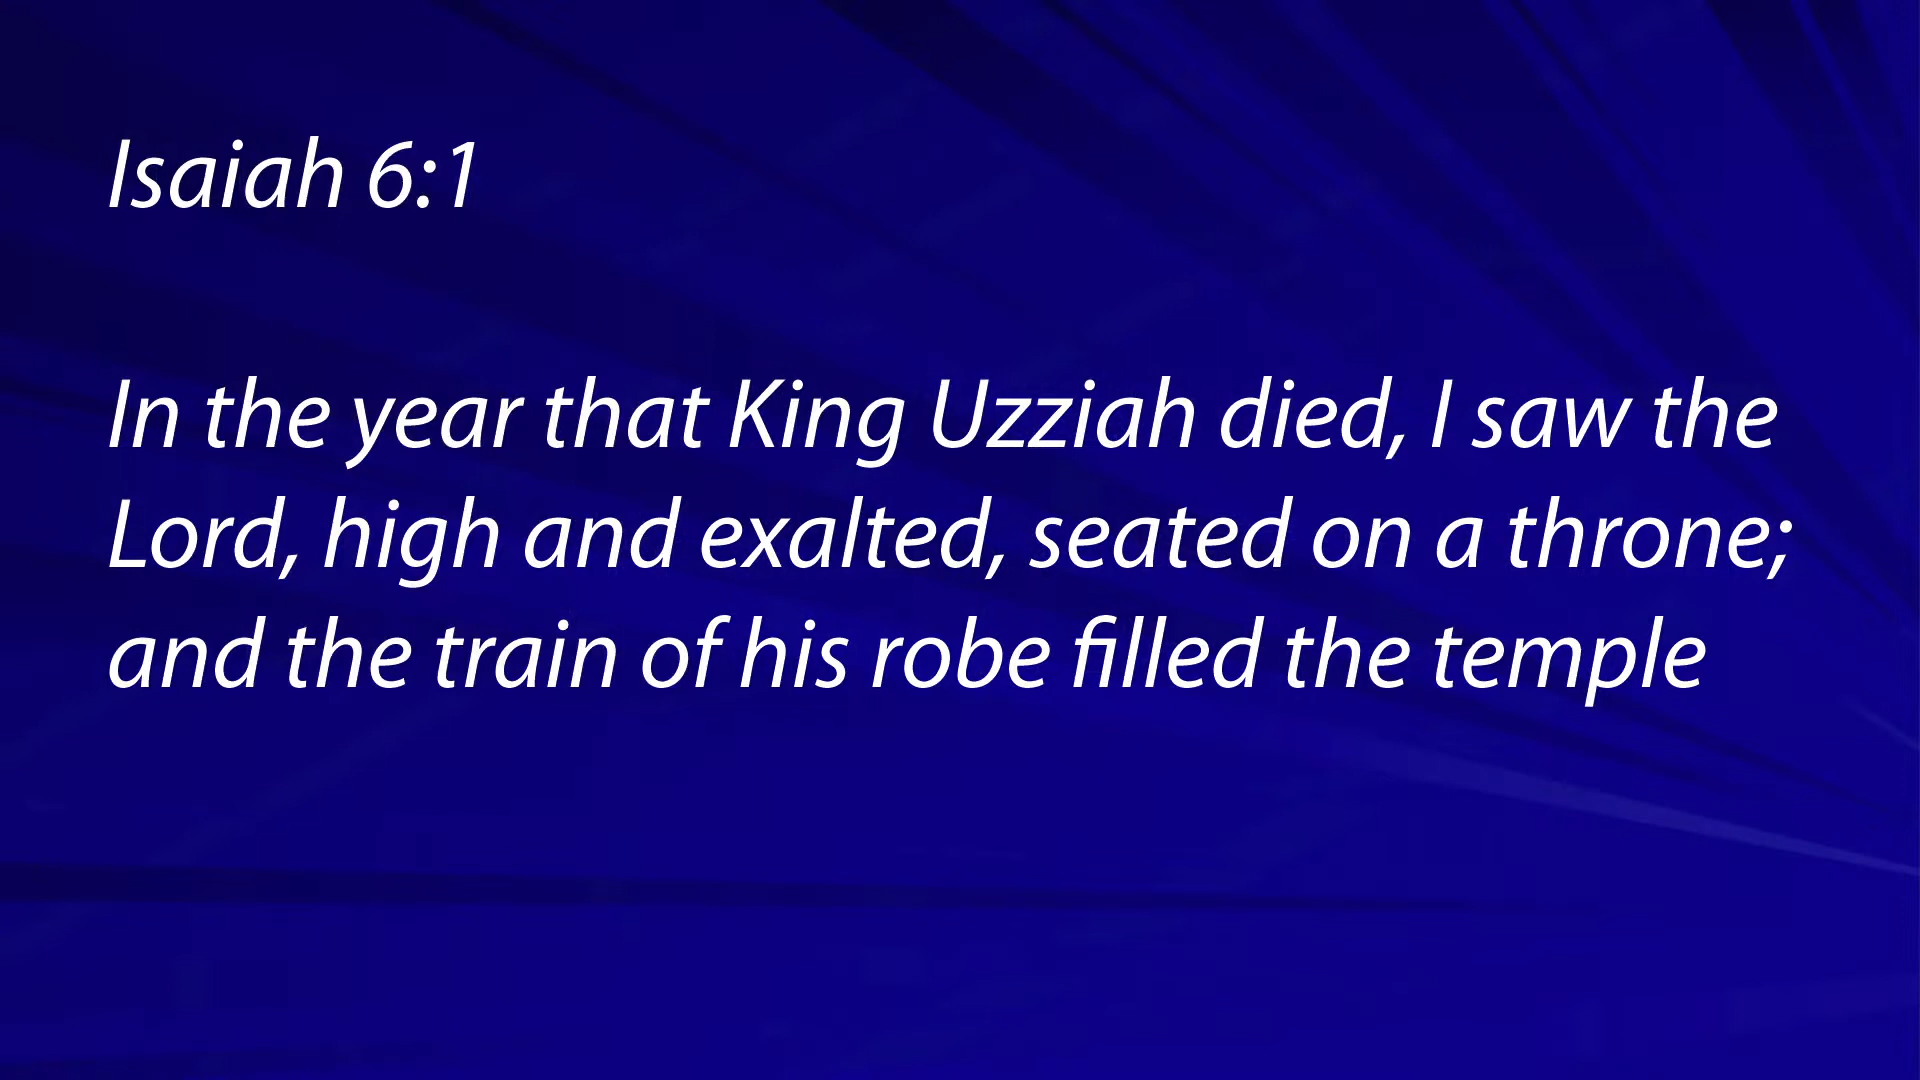 Isaiah 6:1
In the year that King Uzziah died, I saw the
Lord, high and exalted, seated on a throne;
and the train of his robe filled the temple